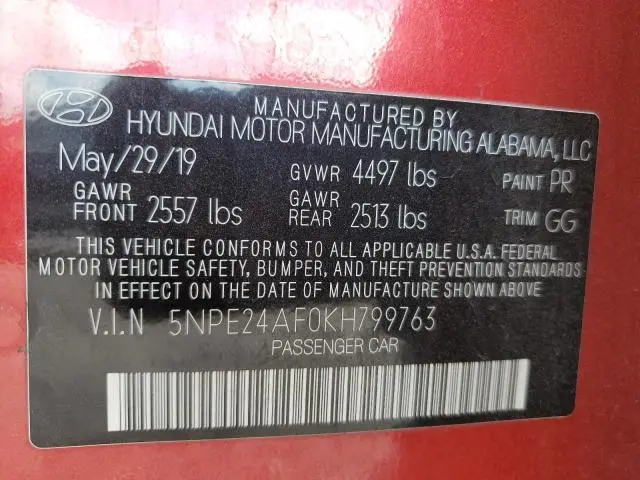 MANUFACTURED BY
HYUNDAI MOTOR MANUFACTURING ALABAMA, LLC
May/29/19 GVWR 4497 lbs PAINT PR
GAWR FRONT 2557 lbs GAWR REAR 2513 lbs TRIM GG
THIS VEHICLE CONFORMS TO ALL APPLICABLE U.S.A. FEDERAL
MOTOR VEHICLE SAFETY, BUMPER, AND THEFT PREVENTION STANDARDS
IN EFFECT ON THE DATE OF MANUFACTURE SHOWN ABOVE.
V.I.N 5NPE24AF0KH799763
PASSENGER CAR